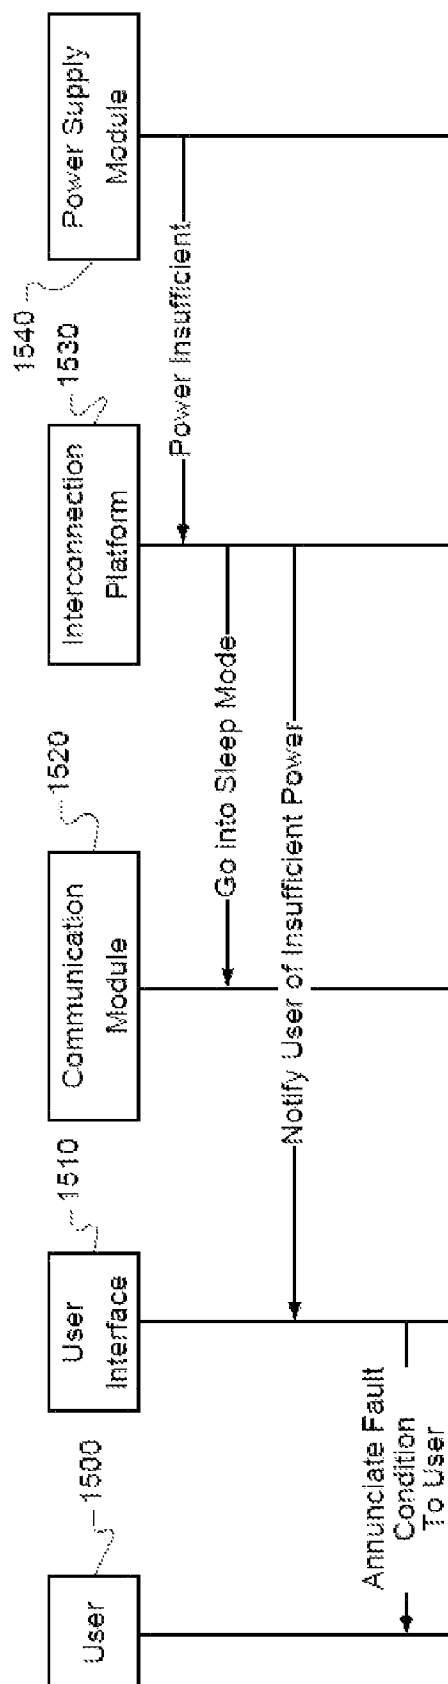 User
1500
User
Interface
1510
Communication
Module
1520
Interconnection
Platform
1530
Power Supply
Module
1540
Power Insufficient
Go into Sleep Mode
Notify User of Insufficient Power
Annunciate Fault
Condition
To User